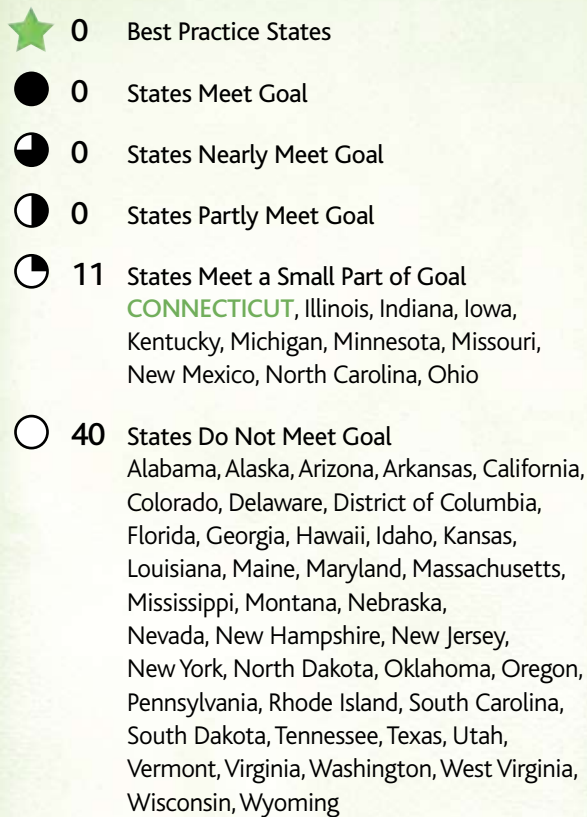 0 Best Practice States
0 States Meet Goal
0 States Nearly Meet Goal
0 States Partly Meet Goal
11 States Meet a Small Part of Goal
CONNECTICUT, Illinois, Indiana, Iowa,
Kentucky, Michigan, Minnesota, Missouri,
New Mexico, North Carolina, Ohio
40 States Do Not Meet Goal
Alabama, Alaska, Arizona, Arkansas, California,
Colorado, Delaware, District of Columbia,
Florida, Georgia, Hawaii, Idaho, Kansas,
Louisiana, Maine, Maryland, Massachusetts,
Mississippi, Montana, Nebraska,
Nevada, New Hampshire, New Jersey,
New York, North Dakota, Oklahoma, Oregon,
Pennsylvania, Rhode Island, South Carolina,
South Dakota, Tennessee, Texas, Utah,
Vermont, Virginia, Washington, West Virginia,
Wisconsin, Wyoming